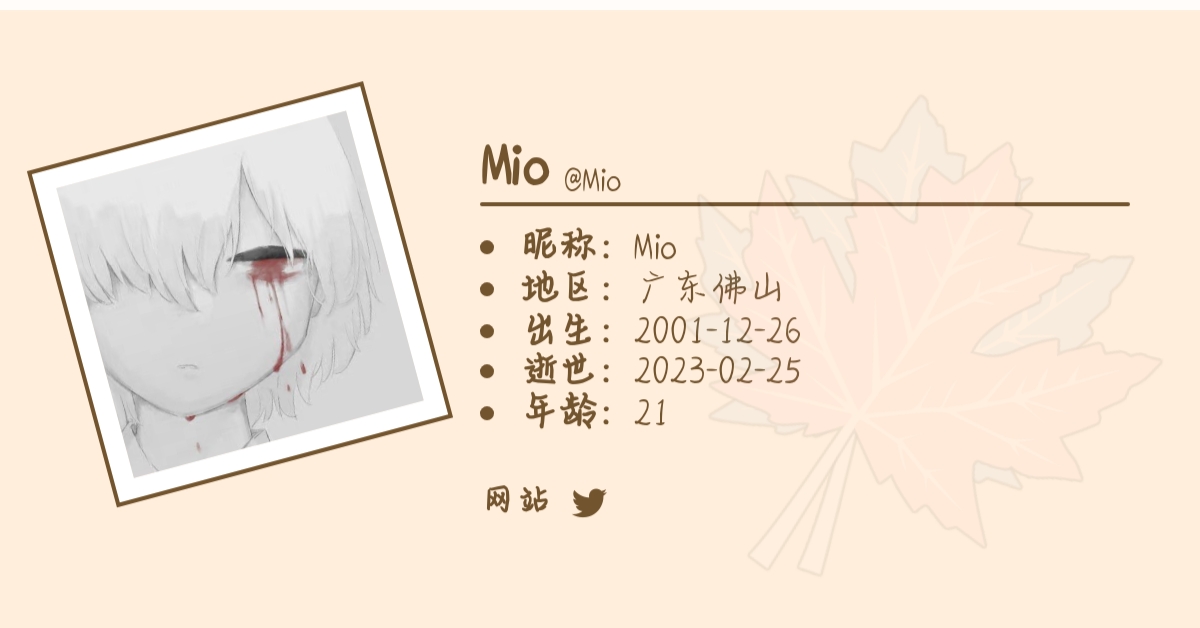 Mio @Mio
昵称： Mio
地区： 广东佛山
出生： 2001-12-26
逝世： 2023-02-25
年龄： 21
网站